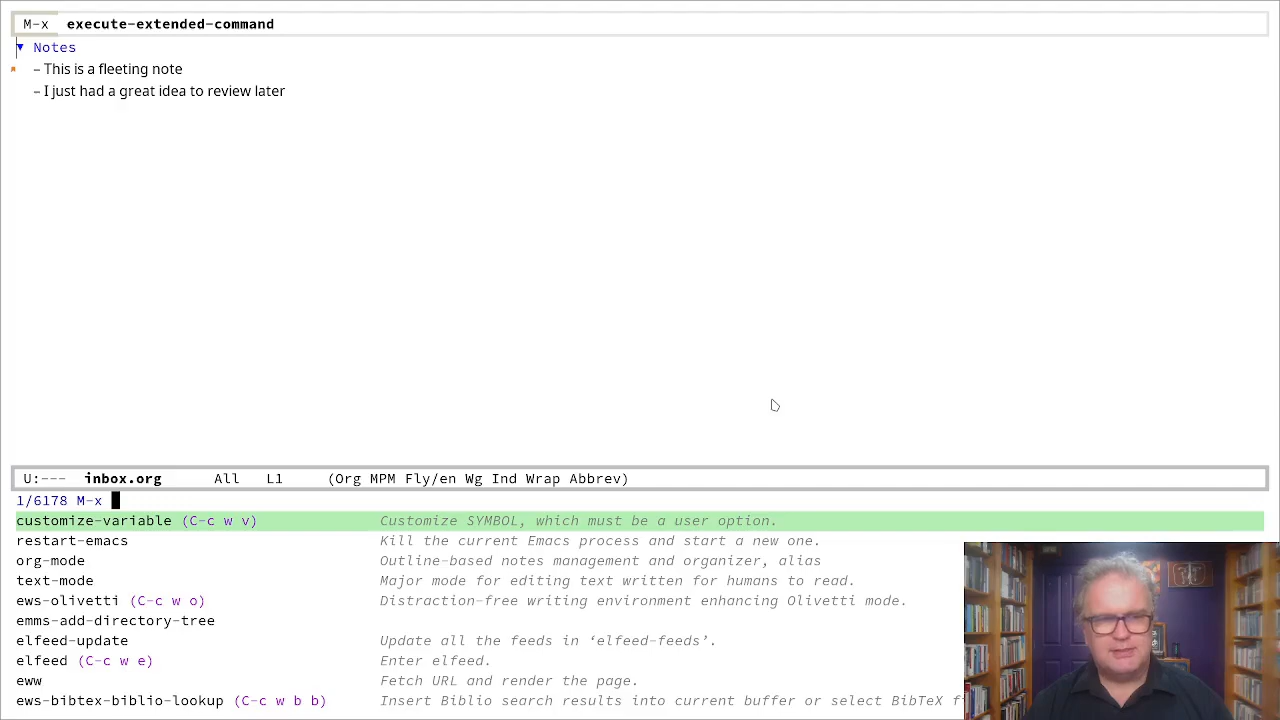 M-x execute-extended-command
▼ Notes
– This is a fleeting note
– I just had a great idea to review later
U:--- inbox.org All L1 (Org MPM Fly/en Wg Ind Wrap Abbrev)
1/6178 M-x
customize-variable (C-c w v) Customize SYMBOL, which must be a user option.
restart-emacs Kill the current Emacs process and start a new one.
org-mode Outline-based notes management and organizer, alias
text-mode Major mode for editing text written for humans to read.
ews-olivetti (C-c w o) Distraction-free writing environment enhancing Olivetti mode.
emms-add-directory-tree
elfeed-update Update all the feeds in ‘elfeed-feeds’.
elfeed (C-c w e) Enter elfeed.
eww Fetch URL and render the page.
ews-bibtex-biblio-lookup (C-c w b b) Insert Biblio search results into current buffer or select BibTeX f